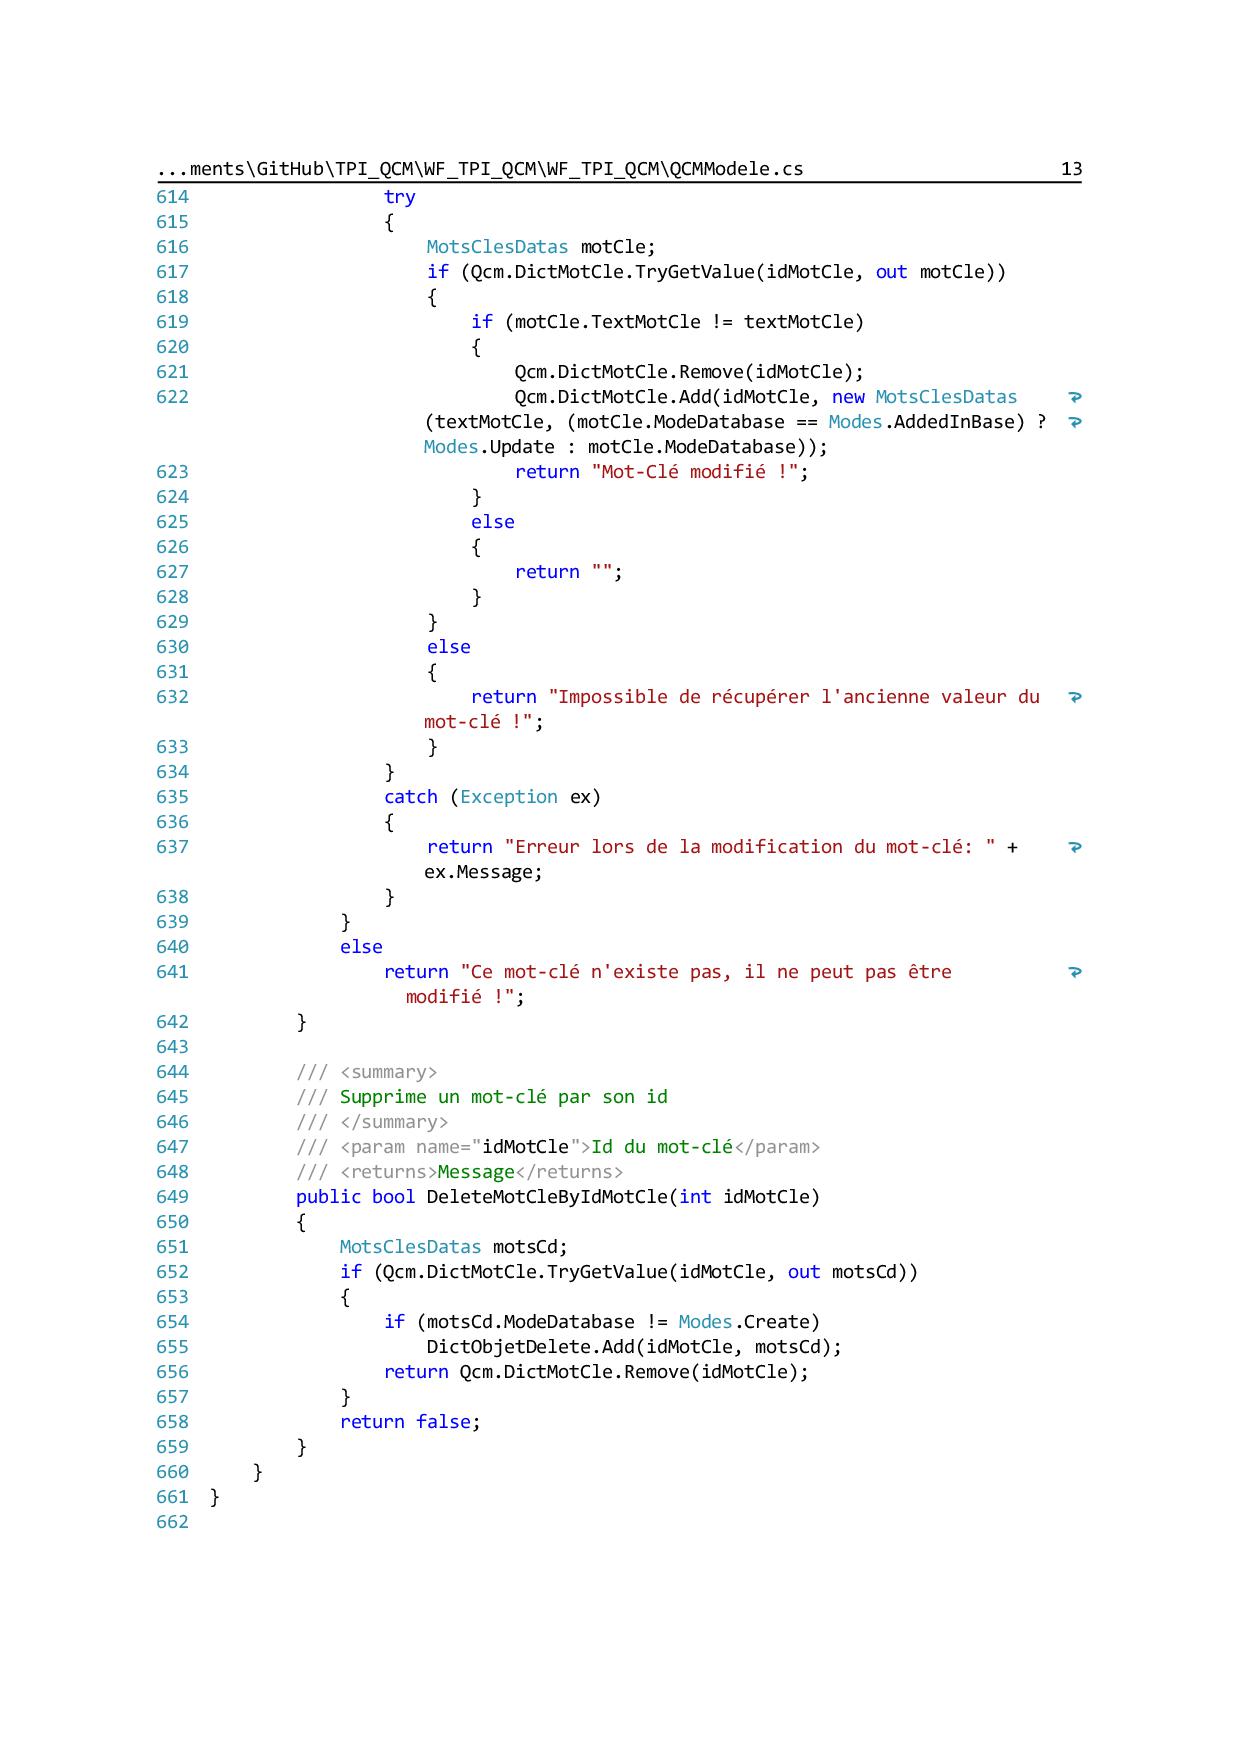 ...ments\GitHub\TPI_QCM\WF_TPI_QCM\WF_TPI_QCM\QCMModele.cs 13
614 try
615 {
616 MotsClesDatas motCle;
617 if (Qcm.DictMotCle.TryGetValue(idMotCle, out motCle))
618 {
619 if (motCle.TextMotCle != textMotCle)
620 {
621 Qcm.DictMotCle.Remove(idMotCle);
622 Qcm.DictMotCle.Add(idMotCle, new MotsClesDatas
(textMotCle, (motCle.ModeDatabase == Modes.AddedInBase) ?
Modes.Update : motCle.ModeDatabase));
623 return "Mot-Clé modifié !";
624 }
625 else
626 {
627 return "";
628 }
629 }
630 else
631 {
632 return "Impossible de récupérer l'ancienne valeur du
mot-clé !";
633 }
634 }
635 catch (Exception ex)
636 {
637 return "Erreur lors de la modification du mot-clé: " +
ex.Message;
638 }
639 }
640 else
641 return "Ce mot-clé n'existe pas, il ne peut pas être
modifié !";
642 }
643
644 /// <summary>
645 /// Supprime un mot-clé par son id
646 /// </summary>
647 /// <param name="idMotCle">Id du mot-clé</param>
648 /// <returns>Message</returns>
649 public bool DeleteMotCleByIdMotCle(int idMotCle)
650 {
651 MotsClesDatas motsCd;
652 if (Qcm.DictMotCle.TryGetValue(idMotCle, out motsCd))
653 {
654 if (motsCd.ModeDatabase != Modes.Create)
655 DictObjetDelete.Add(idMotCle, motsCd);
656 return Qcm.DictMotCle.Remove(idMotCle);
657 }
658 return false;
659 }
660 }
661 }
662